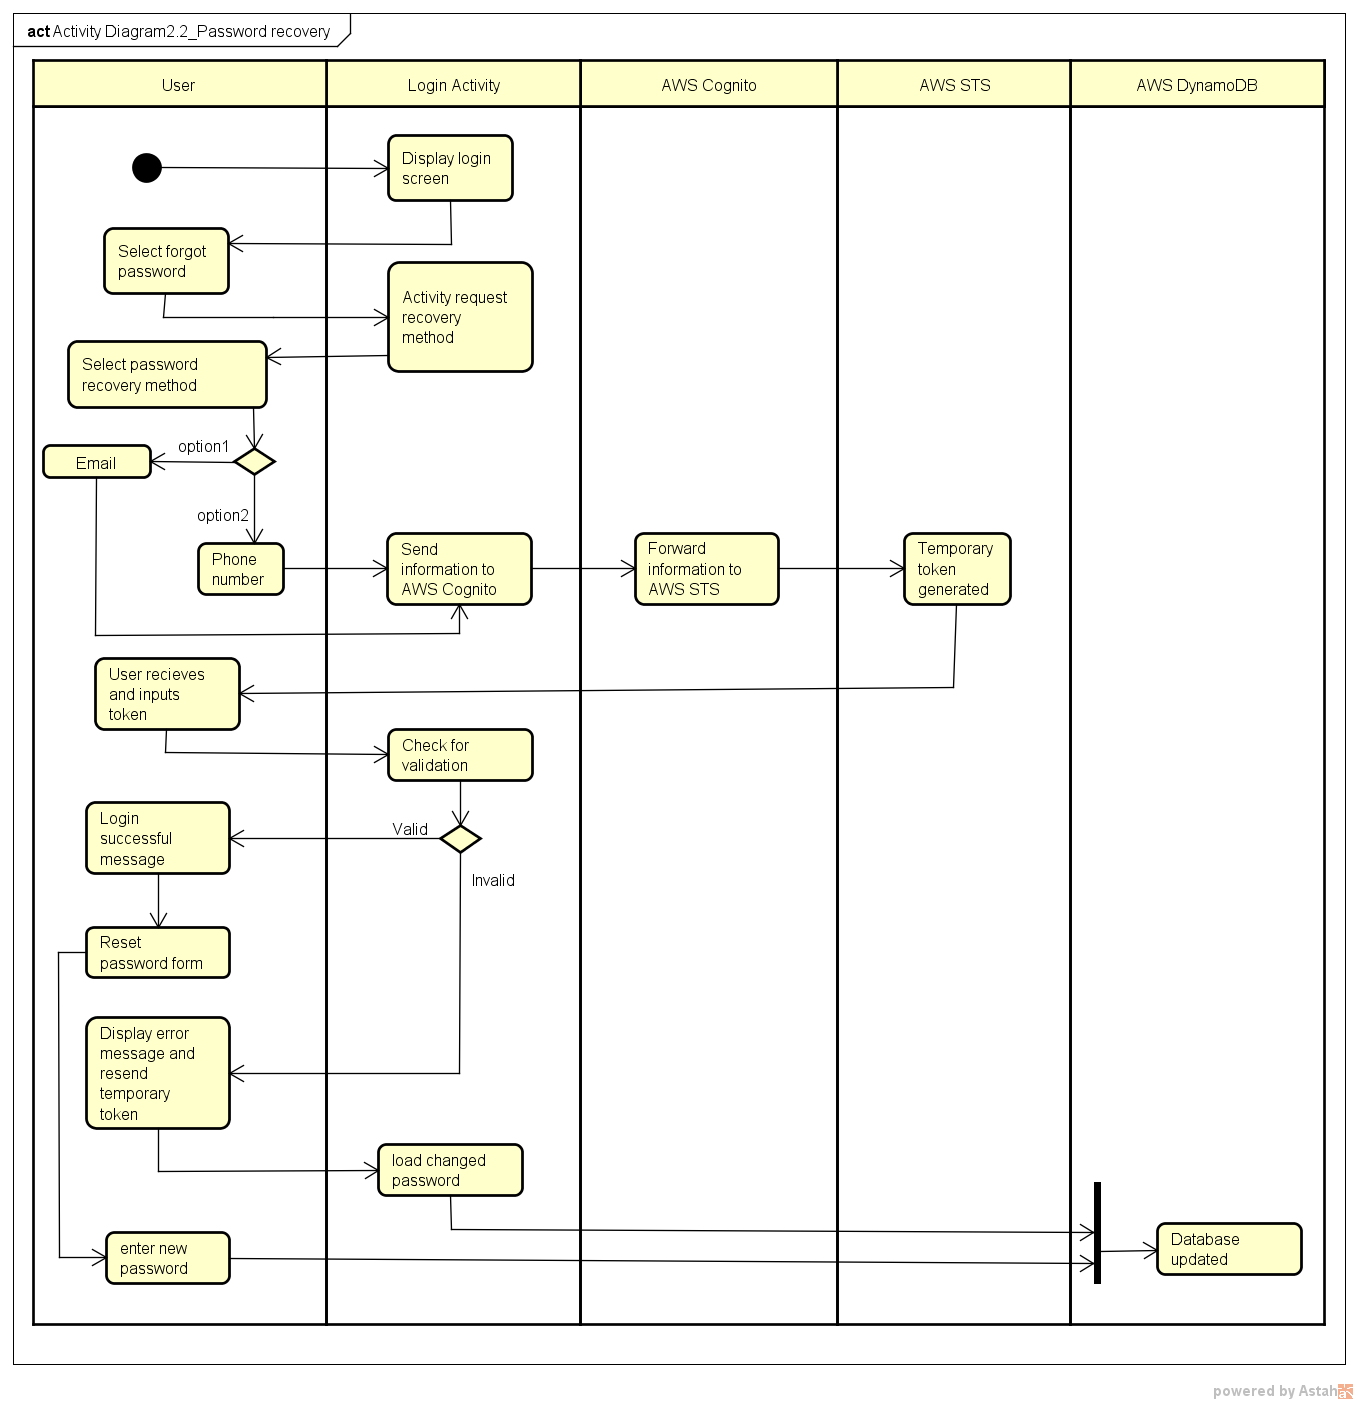 act Activity Diagram2.2_Password recovery
User
Login Activity
AWS Cognito
AWS STS
AWS DynamoDB
Display login
screen
Select forgot
password
Activity request
recovery
method
Select password
recovery method
option1
Email
option2
Phone
number
Send
information to
AWS Cognito
Forward
information to
AWS STS
Temporary
token
generated
User recieves
and inputs
token
Check for
validation
Valid
Login
successful
message
Invalid
Reset
password form
Display error
message and
resend
temporary
token
load changed
password
enter new
password
Database
updated
powered by Astah